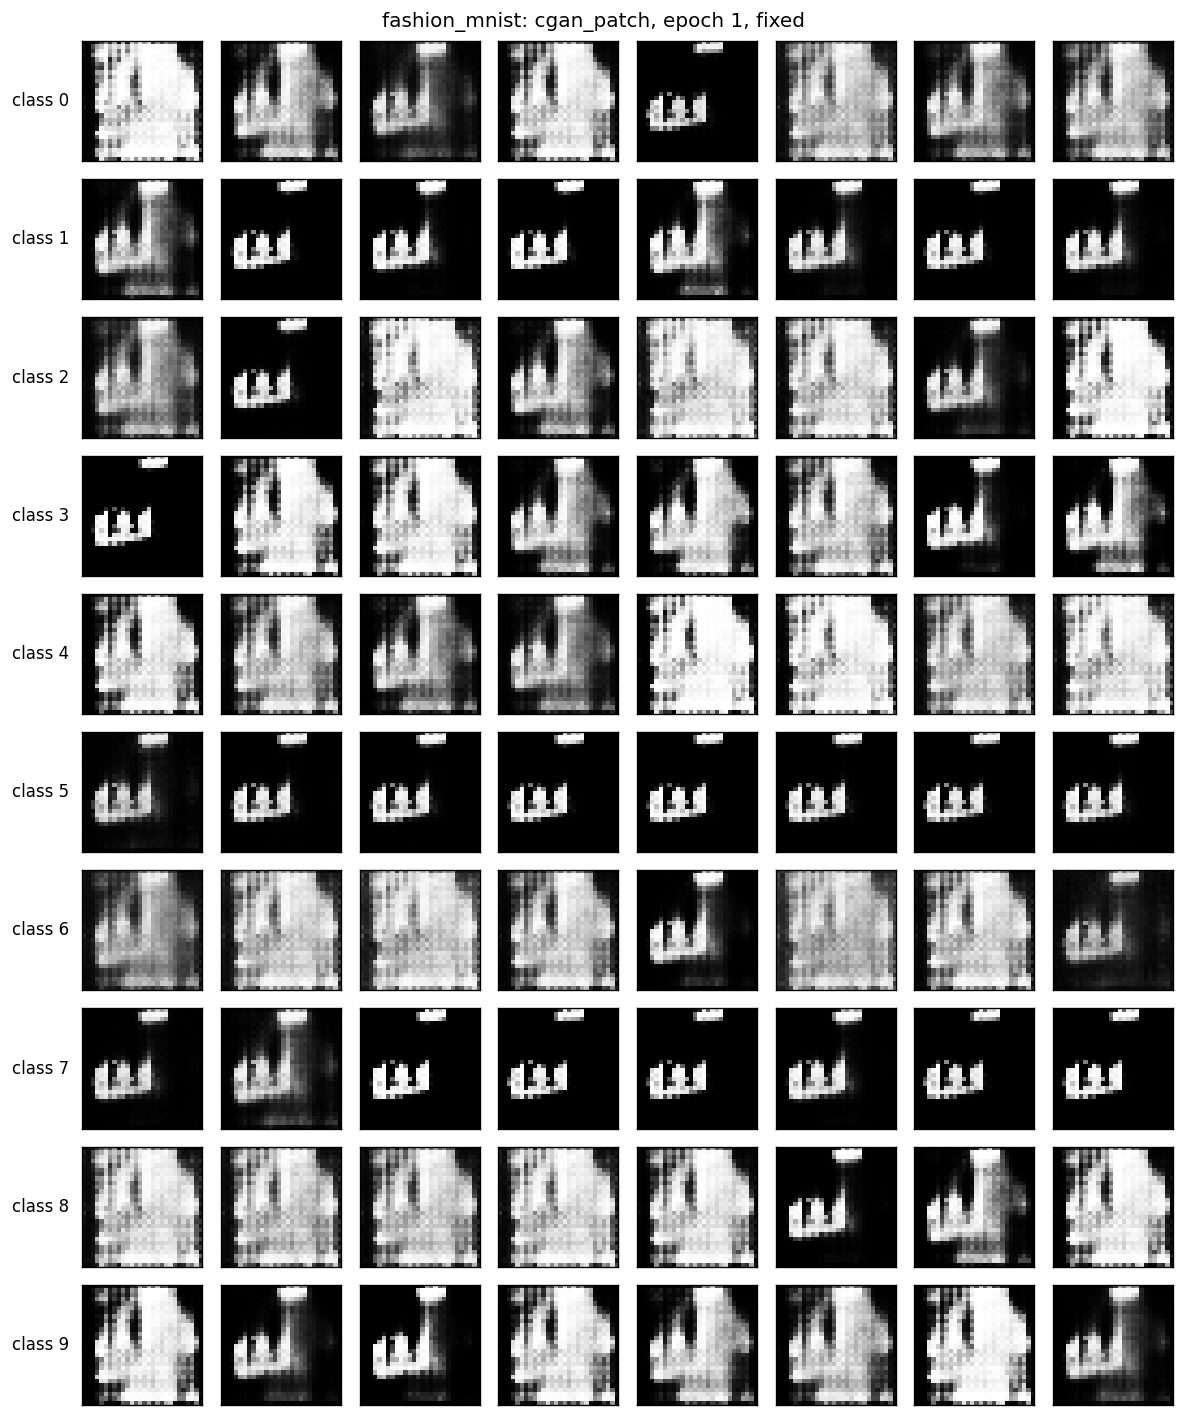 fashion_mnist: cgan_patch, epoch 1, fixed
class 0
class 1
class 2
class 3
class 4
class 5
class 6
class 7
class 8
class 9